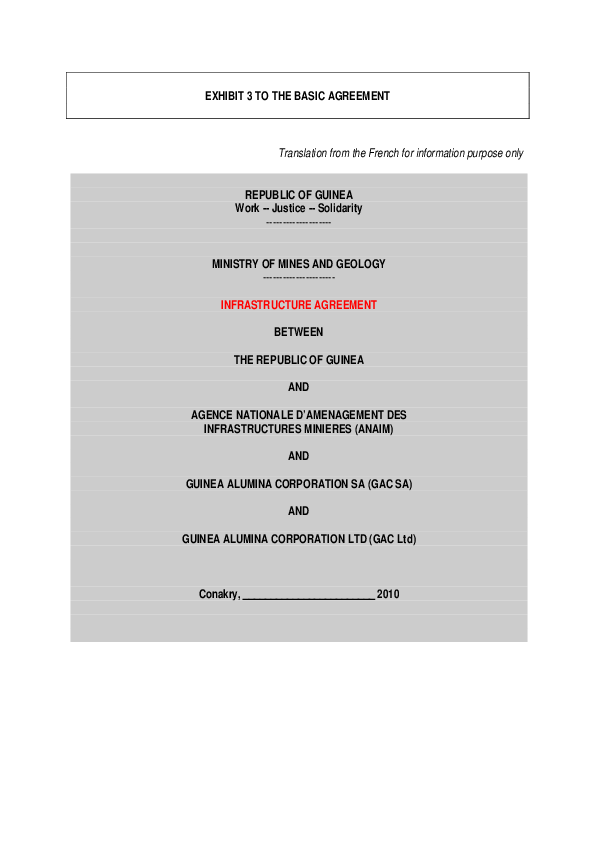 EXHIBIT 3 TO THE BASIC AGREEMENT
Translation from the French for information purpose only
REPUBLIC OF GUINEA
Work – Justice – Solidarity
--------------------
MINISTRY OF MINES AND GEOLOGY
----------------------
INFRASTRUCTURE AGREEMENT
BETWEEN
THE REPUBLIC OF GUINEA
AND
AGENCE NATIONALE D'AMENAGEMENT DES
INFRASTRUCTURES MINIERES (ANAIM)
AND
GUINEA ALUMINA CORPORATION SA (GAC SA)
AND
GUINEA ALUMINA CORPORATION LTD (GAC Ltd)
Conakry, ______________________ 2010